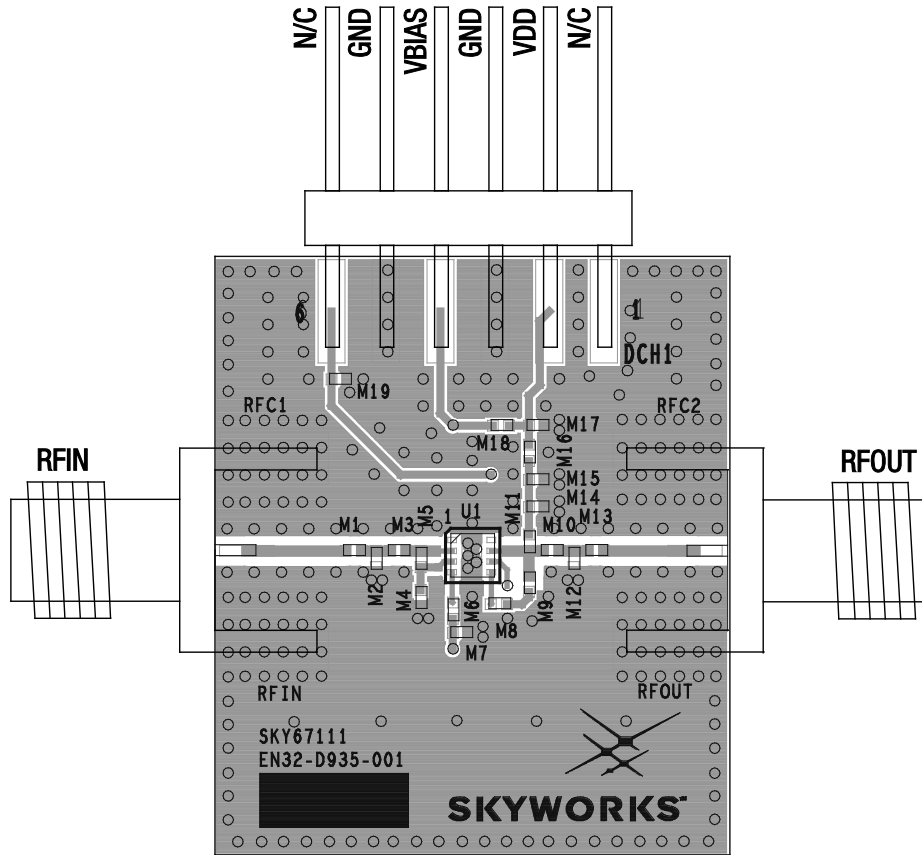 N/C
GND
VBIAS
GND
VDD
N/C
6
1
DCH1
M19
RFC1
RFC2
M18
M17
M16
RFIN
RFOUT
M15
M14
M13
M11
M5
1
U1
M1
M3
M10
M2
M4
M6
M8
M9
M12
M7
RFIN
RFOUT
SKY67111
EN32-D935-001
SKYWORKS